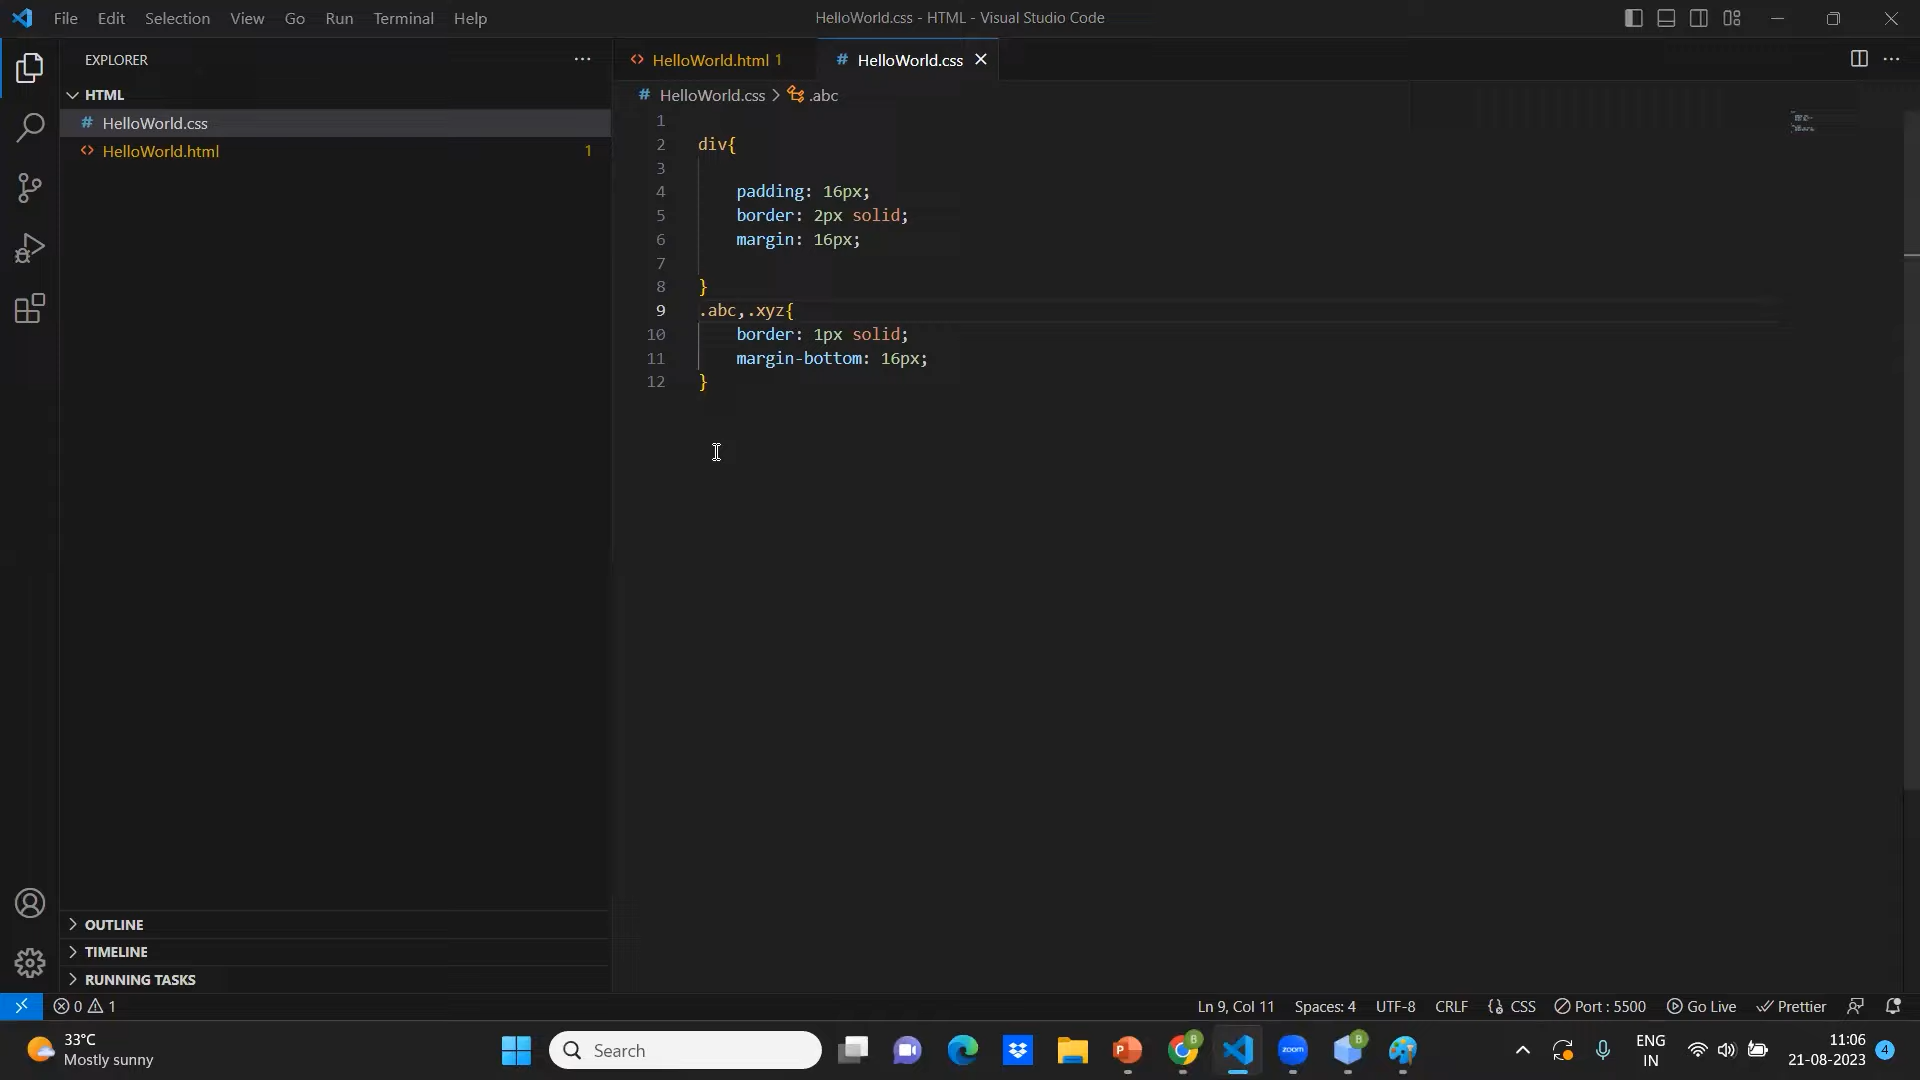 File Edit Selection View Go Run Terminal Help
HelloWorld.css - HTML - Visual Studio Code
EXPLORER
HTML
HelloWorld.css
HelloWorld.html 1
HelloWorld.html 1
HelloWorld.css
HelloWorld.css > .abc
1
2 div{
3
4 padding: 16px;
5 border: 2px solid;
6 margin: 16px;
7
8 }
9 .abc,.xyz{
10 border: 1px solid;
11 margin-bottom: 16px;
12 }
OUTLINE
TIMELINE
RUNNING TASKS
0 1
Ln 9, Col 11 Spaces: 4 UTF-8 CRLF {} CSS Port : 5500 Go Live Prettier
33°C
Mostly sunny
Search
B
zoom
B
ENG
IN
11:06
21-08-2023
4